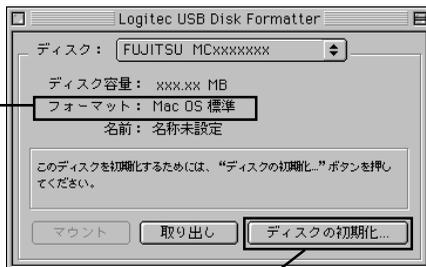 Logitec USB Disk Formatter
ディスク： FUJITSU MCxxxxxxx
ディスク容量： xxx.xx MB
フォーマット： Mac OS 標準
名前： 名称未設定
このディスクを初期化するためには、“ディスクの初期化...”ボタンを押し
てください。
マウント 取り出し ディスクの初期化...